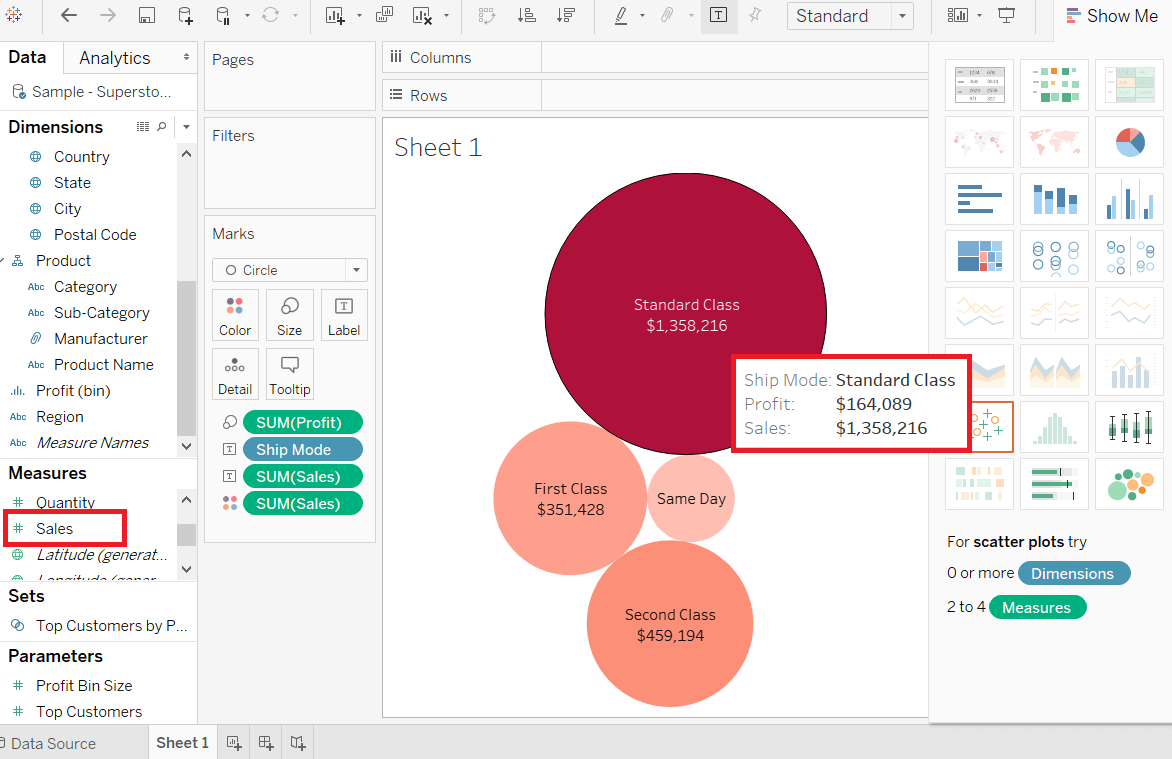 Standard
Show Me
Data
Analytics
Sample - Supersto...
Dimensions
Country
State
City
Postal Code
Product
Abc Category
Abc Sub-Category
Manufacturer
Abc Product Name
Profit (bin)
Abc Region
Abc Measure Names
Measures
# Quantity
# Sales
Latitude (generat...
Sets
Top Customers by P...
Parameters
# Profit Bin Size
# Top Customers
Pages
Filters
Marks
Circle
Color
Size
T
Label
Detail
Tooltip
SUM(Profit)
T Ship Mode
T SUM(Sales)
SUM(Sales)
Columns
Rows
Sheet 1
Standard Class
$1,358,216
Ship Mode: Standard Class
Profit: $164,089
Sales: $1,358,216
First Class
$351,428
Same Day
Second Class
$459,194
For scatter plots try
0 or more Dimensions
2 to 4 Measures
Data Source
Sheet 1